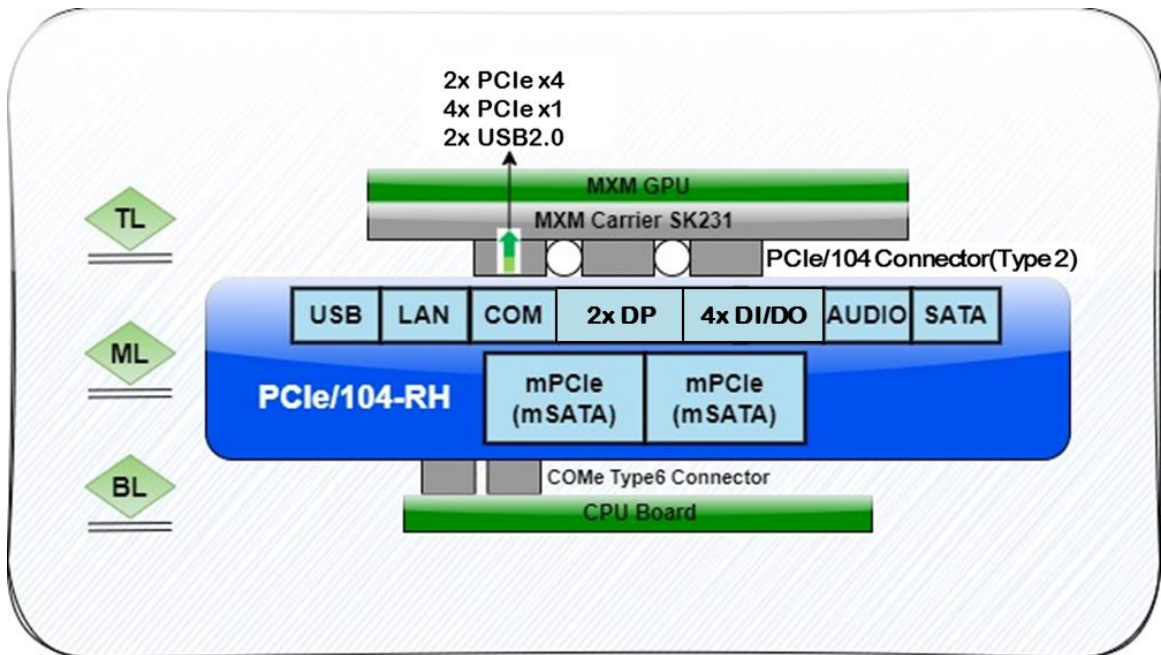 2x PCIe x4
4x PCIe x1
2x USB2.0
MXM GPU
TL
MXM Carrier SK231
PCIe/104 Connector(Type 2)
USB LAN COM 2x DP 4x DI/DO AUDIO SATA
ML
PCIe/104-RH
mPCIe
(mSATA)
mPCIe
(mSATA)
BL
COMe Type6 Connector
CPU Board